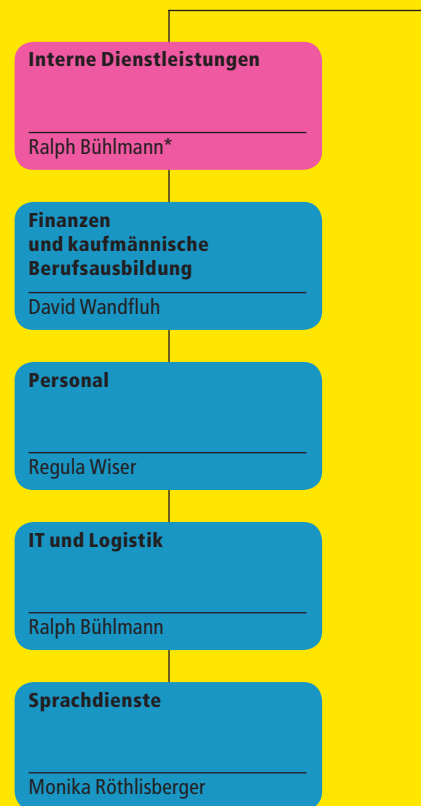 Interne Dienstleistungen
Ralph Bühlmann*
Finanzen
und kaufmännische
Berufsausbildung
David Wandfluh
Personal
Regula Wiser
IT und Logistik
Ralph Bühlmann
Sprachdienste
Monika Röthlisberger